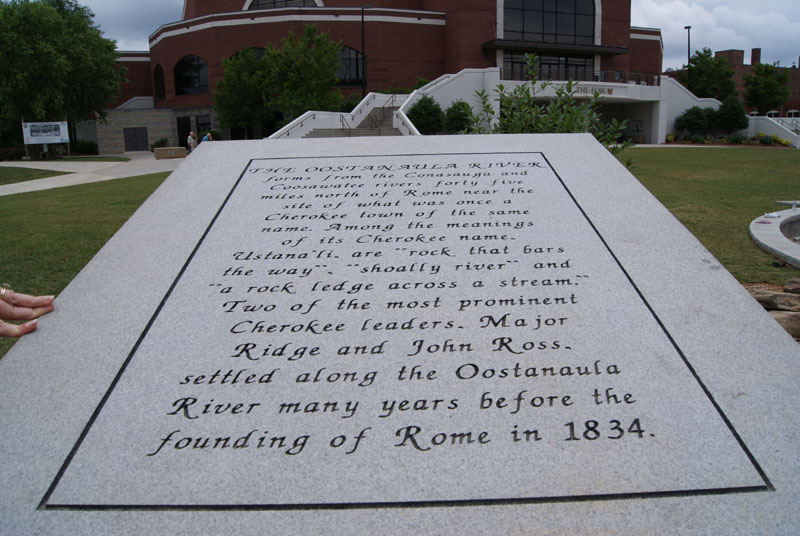 THE FORUM
THE OOSTANAULA RIVER
forms from the Conasauga and
Coosawatee rivers forty five
miles north of Rome near the
site of what was once a
Cherokee town of the same
name. Among the meanings
of its Cherokee name,
Ustana'li, are "rock that bars
the way", "shoally river" and
"a rock ledge across a stream."
Two of the most prominent
Cherokee leaders, Major
Ridge and John Ross,
settled along the Oostanaula
River many years before the
founding of Rome in 1834.